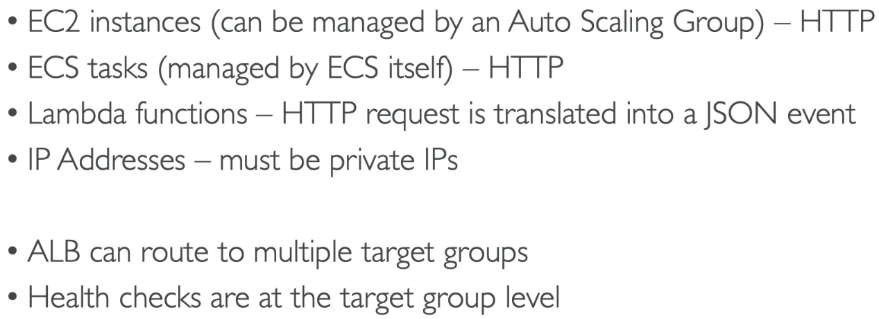 • EC2 instances (can be managed by an Auto Scaling Group) – HTTP
• ECS tasks (managed by ECS itself) – HTTP
• Lambda functions – HTTP request is translated into a JSON event
• IP Addresses – must be private IPs
• ALB can route to multiple target groups
• Health checks are at the target group level